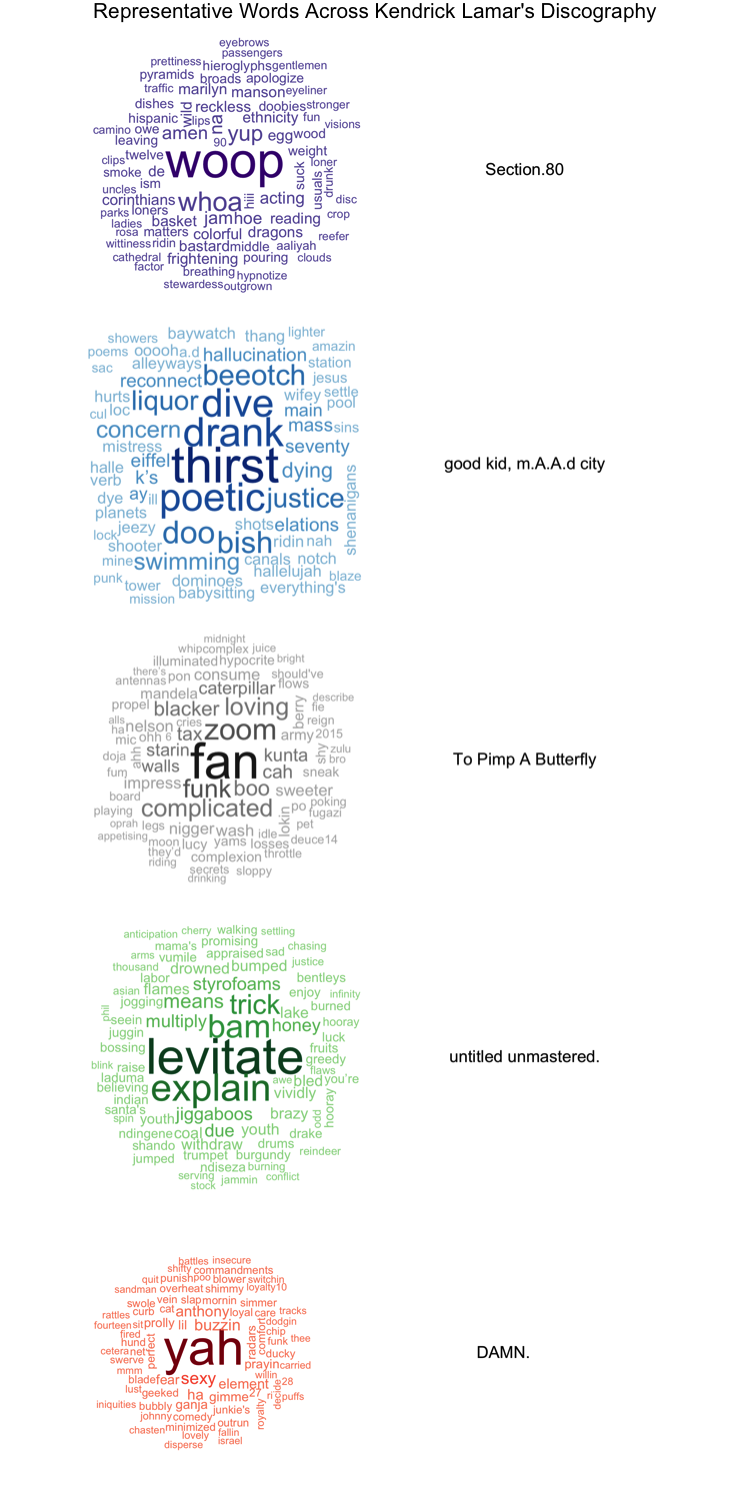 Representative Words Across Kendrick Lamar's Discography
eyebrows
passengers
prettiness hieroglyphs gentlemen
pyramids broads apologize
traffic marilyn manson eyeliner
dishes wild reckless doobies stronger
hispanic lips na ethnicity fun visions
camino owe amen 90 yup egg wood
leaving
clips twelve woop weight
smoke de suck usuals loner drunk
uncles ism
corinthians whoa hiii acting disc
parks loners basket jamhoe reading crop
ladies
rosa matters colorful dragons reefer
wittiness ridin bastard middle aaliyah
cathedral frightening pouring clouds
factor breathing hypnotize
stewardess outgrown
Section.80
showers baywatch thang lighter
poems ooooh a.d hallucination amazin
sac alleyways station
reconnect beeotch jesus
hurts liquor dive wifey settle
cul loc main pool
concern drank mass sins
mistress seventy
halle eiffel thirst dying
verb k's
dye ay ill poetic justice shenanigans
planets
lock jeezy doo shots elations
shooter bish ridin nah
mine swimming canals notch
punk hallelujah blaze
tower dominoes everything's
mission babysitting
good kid, m.A.A.d city
midnight
whip complex juice
illuminated hypocrite bright
there's pon consume should've
antennas caterpillar flows
mandela
propel blacker loving berry describe
fie
alls nelson cries zoom reign
ha
mic ohh 6 tax army 2015
doja ahh starin fan kunta shy zulu
bro
fum walls cah sneak
impress funk boo sweeter
board
playing complicated lokin po poking
fugazi
oprah legs nigger wash idle pet
appetising moon lucy yams losses deuce14
they'd complexion throttle
riding
secrets sloppy
drinking
To Pimp A Butterfly
anticipation cherry walking settling
mama's promising
arms vumile appraised sad chasing
thousand drowned bumped justice
labor styrofoams bentleys
asian flames enjoy infinity
jogging means trick lake burned
phil seein multiply bam honey hooray
juggin luck
bossing levitate fruits
greedy
blink raise flaws
laduma explain awe bled you're
believing vividly
indian
santa's jiggaboos brazy odd hooray
spin youth
ndingene coal due youth drake
shando withdraw drums
jumped trumpet burgundy reindeer
ndiseza burning
serving jammin conflict
stock
untitled unmastered.
battles insecure
shifty commandments
quit punish poo blower switchin
sandman overheat shimmy loyalty10
swole vein slap mornin simmer
rattles curb cat anthony loyal care tracks
fourteen sit prolly lil buzzin dodgin
fired chip
hund perfect yah radars comfort funk thee
cetera net ducky
swerve prayin carried
mmm willin
blade fear sexy element 28
lust geeked ha gimme 27 decide ri puffs
iniquities bubbly ganja junkie's royalty
johnny comedy outrun
chasten minimized fallin
lovely israel
disperse
DAMN.